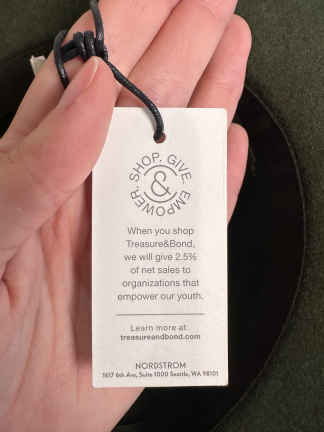 SHOP. GIVE. EMPOWER.
&
When you shop
Treasure&Bond,
we will give 2.5%
of net sales to
organizations that
empower our youth.
Learn more at:
treasureandbond.com
NORDSTROM
1617 6th Ave, Suite 1000 Seattle, WA 98101